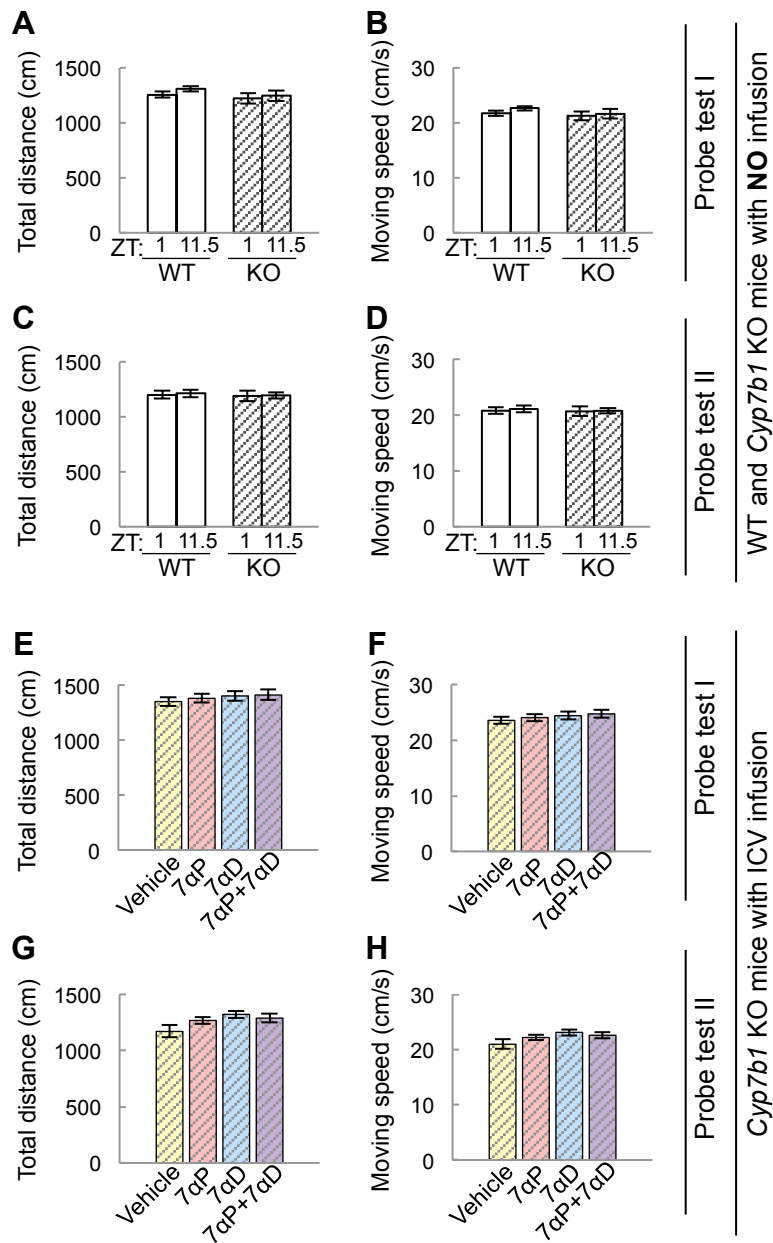 A
Total distance (cm)
1500
1000
500
0
ZT: 1 11.5 1 11.5
WT KO
B
Moving speed (cm/s)
30
20
10
0
ZT: 1 11.5 1 11.5
WT KO
Probe test I
C
Total distance (cm)
1500
1000
500
0
ZT: 1 11.5 1 11.5
WT KO
D
Moving speed (cm/s)
30
20
10
0
ZT: 1 11.5 1 11.5
WT KO
Probe test II
WT and Cyp7b1 KO mice with NO infusion
E
Total distance (cm)
1500
1000
500
0
Vehicle
7αP
7αD
7αP+7αD
F
Moving speed (cm/s)
30
20
10
0
Vehicle
7αP
7αD
7αP+7αD
Probe test I
G
Total distance (cm)
1500
1000
500
0
Vehicle
7αP
7αD
7αP+7αD
H
Moving speed (cm/s)
30
20
10
0
Vehicle
7αP
7αD
7αP+7αD
Probe test II
Cyp7b1 KO mice with ICV infusion